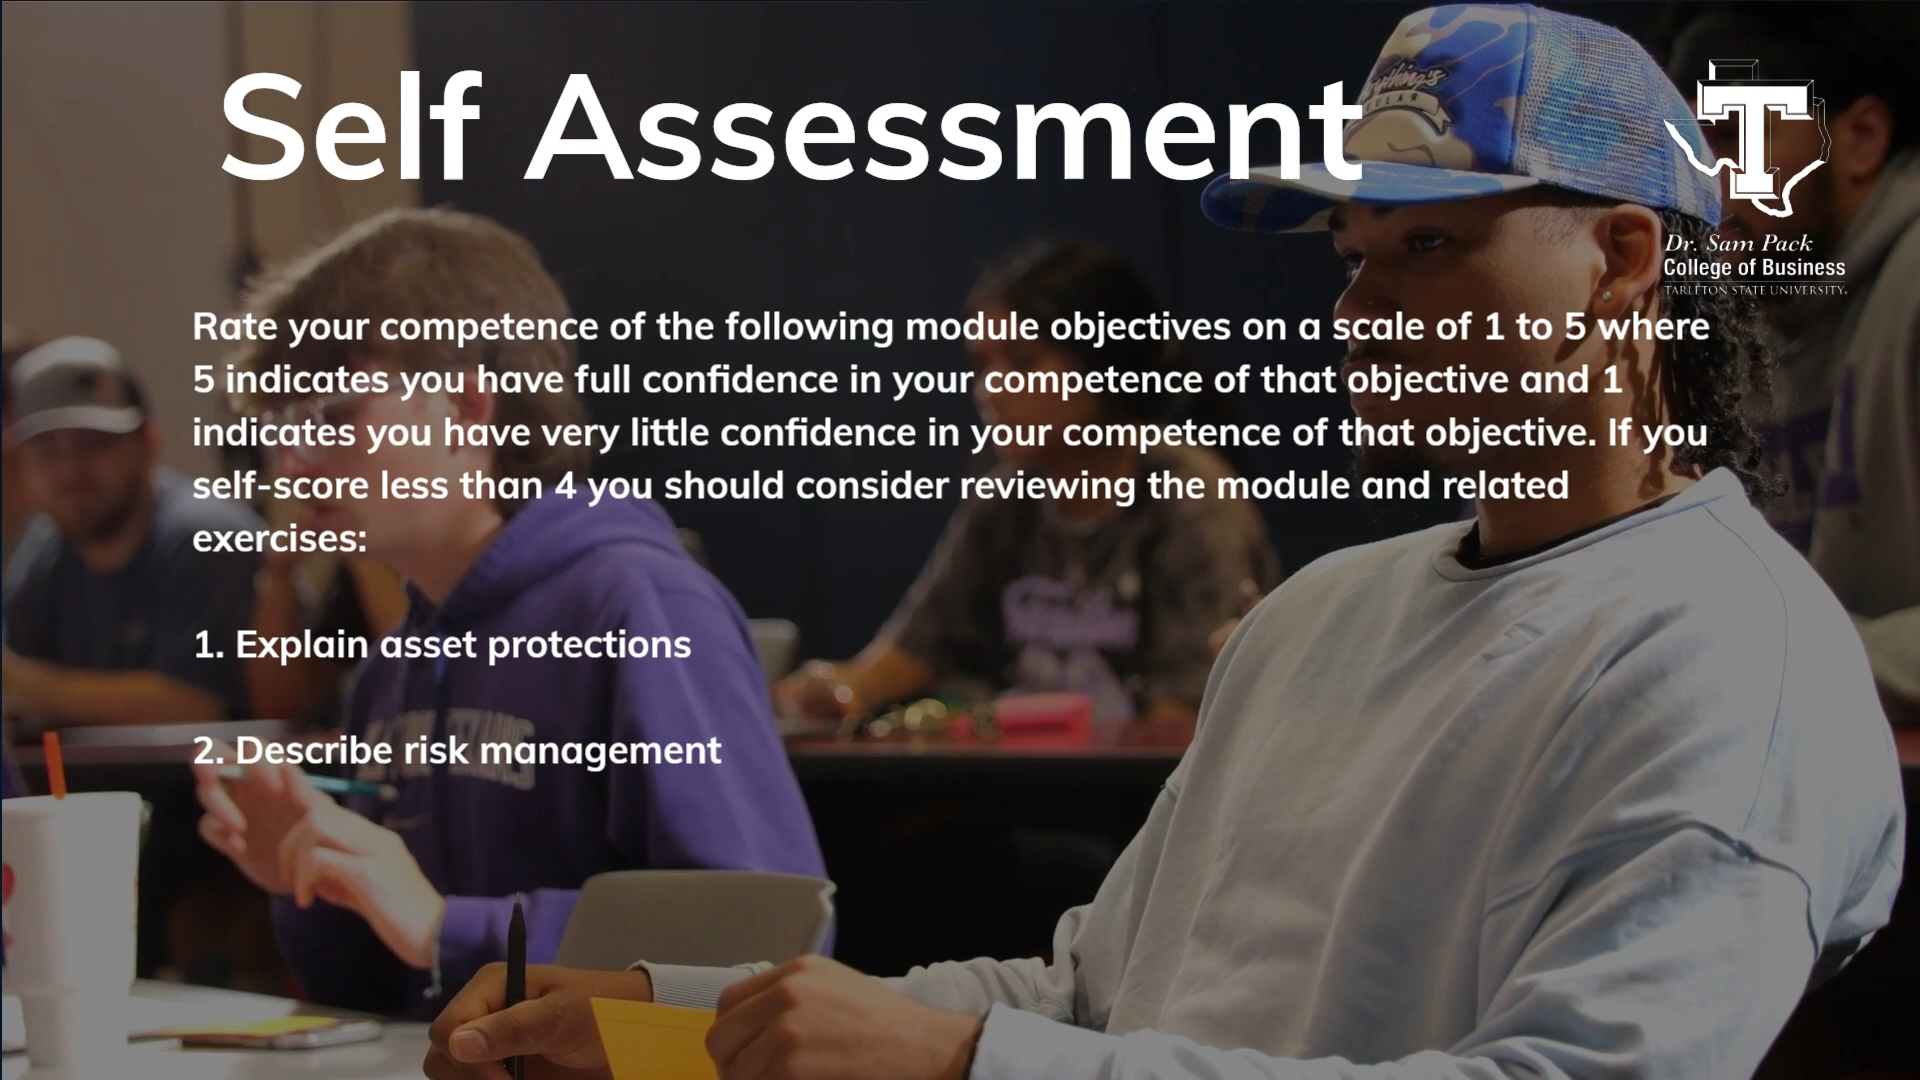 Self Assessment
T
Dr. Sam Pack
College of Business
TARLETON STATE UNIVERSITY.
Rate your competence of the following module objectives on a scale of 1 to 5 where
5 indicates you have full confidence in your competence of that objective and 1
indicates you have very little confidence in your competence of that objective. If you
self-score less than 4 you should consider reviewing the module and related
exercises:
1. Explain asset protections
2. Describe risk management